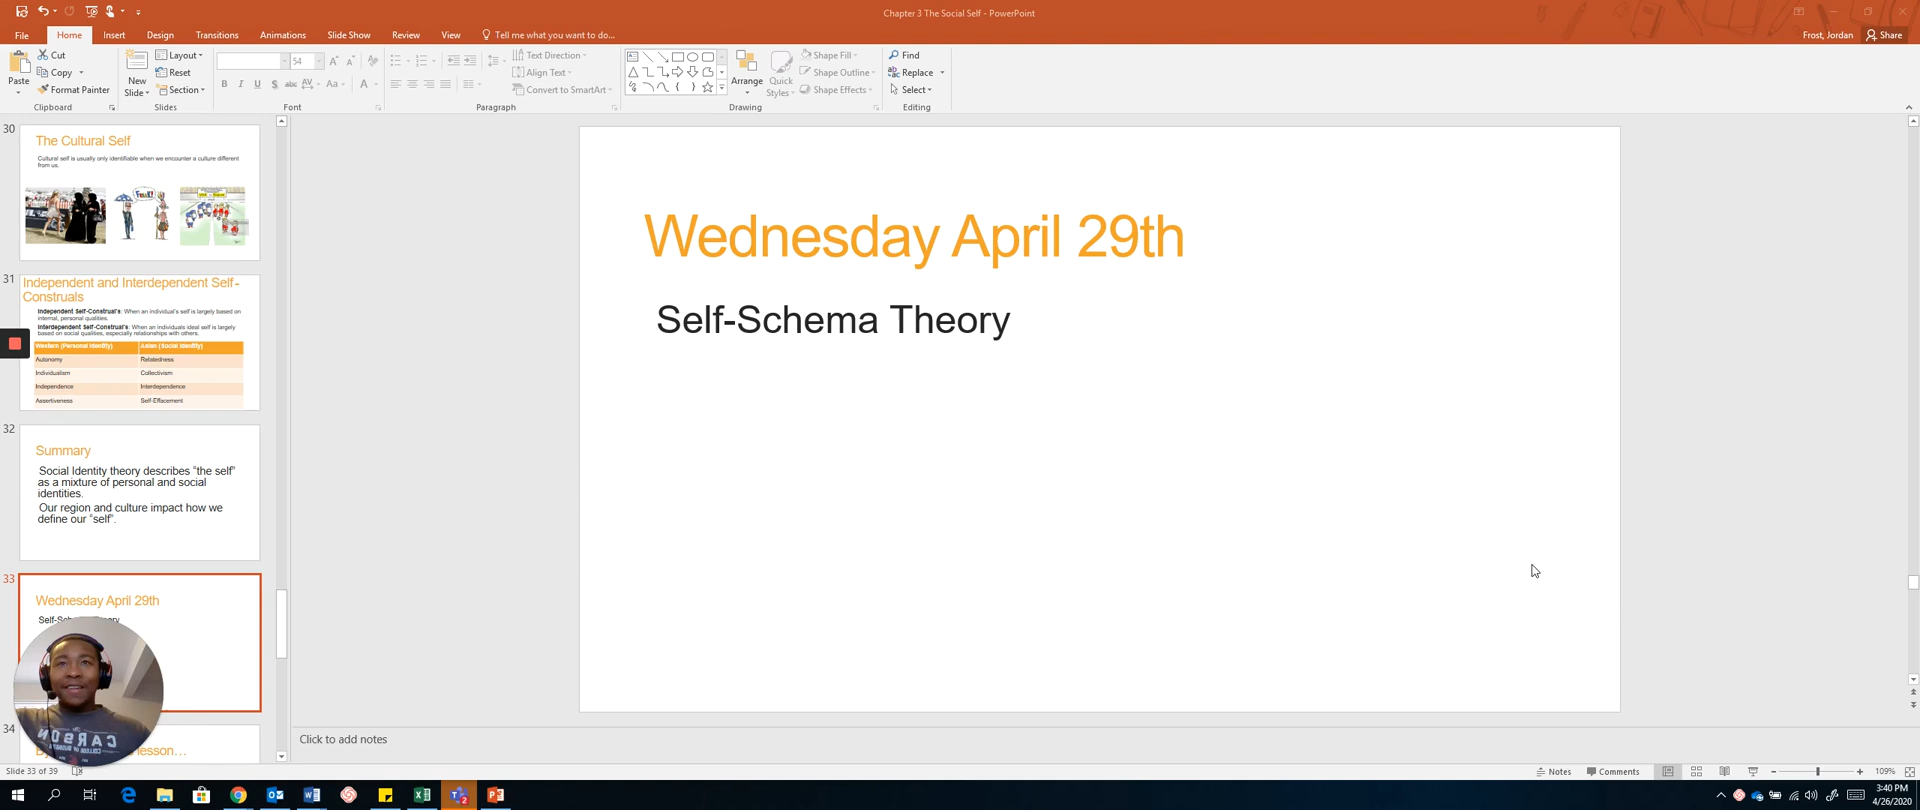 Chapter 3 The Social Self - PowerPoint
File Home Insert Design Transitions Animations Slide Show Review View Tell me what you want to do... Frost, Jordan Share
Paste
Cut
Copy
Format Painter
Clipboard
New
Slide
Layout
Reset
Section
Slides
54
Font
Text Direction
Align Text
Convert to SmartArt
Paragraph
Arrange
Quick
Styles
Shape Fill
Shape Outline
Shape Effects
Drawing
Find
Replace
Select
Editing
30
The Cultural Self
Cultural self is usually only identifiable when we encounter a culture different
from us.
31
Independent and Interdependent Self-
Construals
Independent Self-Construal's: When an individual's self is largely based on
internal, personal qualities.
Interdependent Self-Construal's: When an individuals ideal self is largely
based on social qualities, especially relationships with others.
Western (Personal Identity) Asian (Social Identity)
Autonomy Relatedness
Individualism Collectivism
Independence Interdependence
Assertiveness Self-Effacement
32
Summary
Social Identity theory describes "the self"
as a mixture of personal and social
identities.
Our region and culture impact how we
define our "self".
33
Wednesday April 29th
34
lesson...
Wednesday April 29th
Self-Schema Theory
Click to add notes
Slide 33 of 39
Notes Comments 109%
3:40 PM
4/26/2020